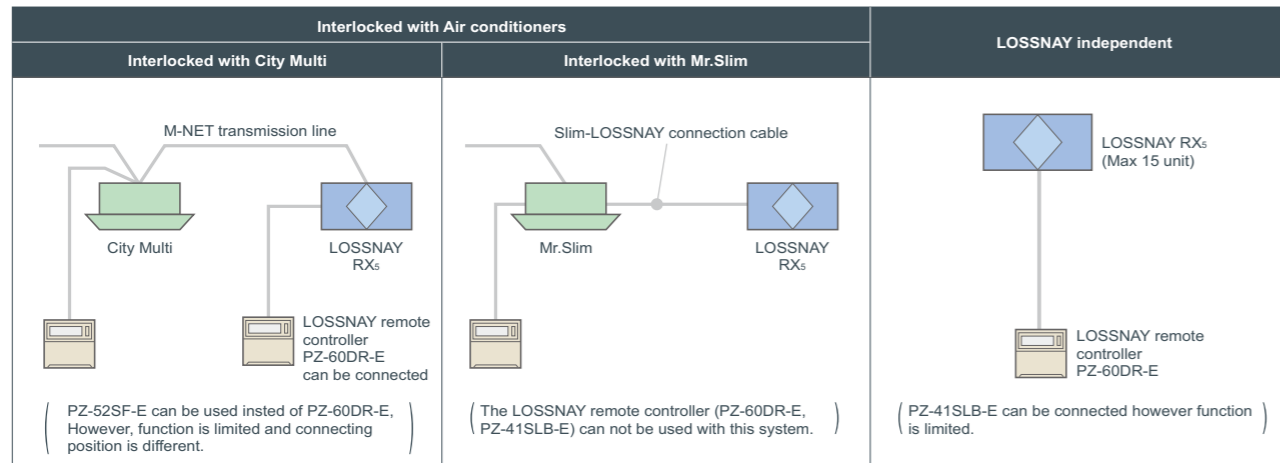 Interlocked with Air conditioners
LOSSNAY independent
Interlocked with City Multi
Interlocked with Mr.Slim
M-NET transmission line
City Multi
LOSSNAY
RX₅
LOSSNAY remote
controller
PZ-60DR-E
can be connected
PZ-52SF-E can be used insted of PZ-60DR-E,
However, function is limited and connecting
position is different.
Slim-LOSSNAY connection cable
Mr.Slim
LOSSNAY
RX₅
The LOSSNAY remote controller (PZ-60DR-E,
PZ-41SLB-E) can not be used with this system.
LOSSNAY RX₅
(Max 15 unit)
LOSSNAY remote
controller
PZ-60DR-E
PZ-41SLB-E can be connected however function
is limited.